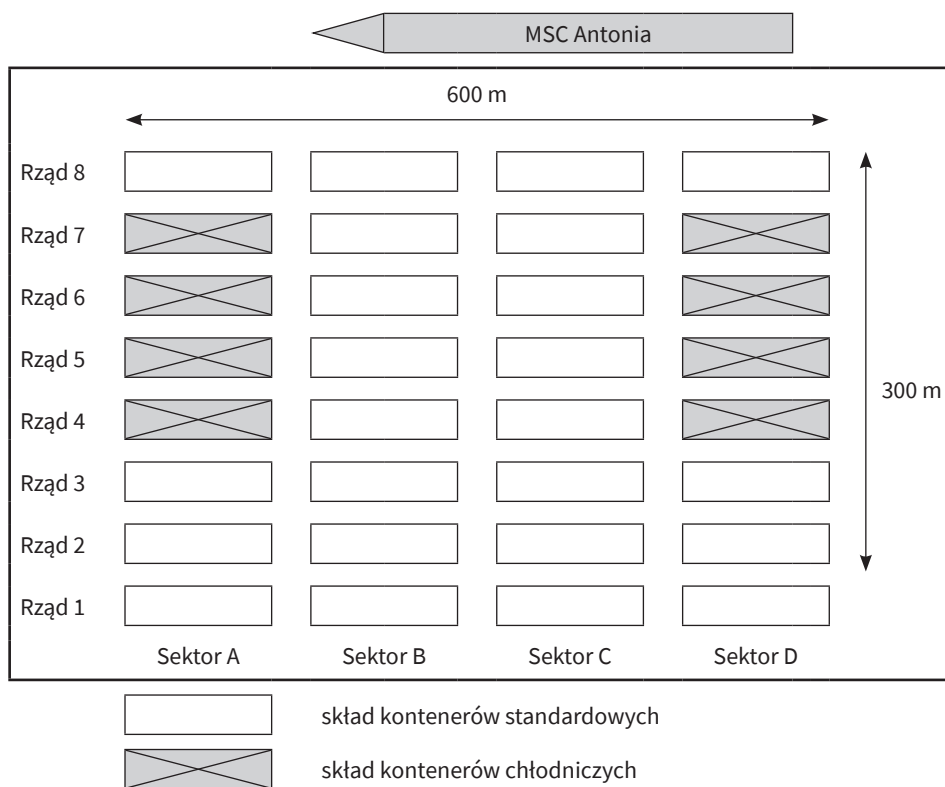 MSC Antonia
600 m
Rząd 8
Rząd 7
Rząd 6
Rząd 5
300 m
Rząd 4
Rząd 3
Rząd 2
Rząd 1
Sektor A Sektor B Sektor C Sektor D
skład kontenerów standardowych
skład kontenerów chłodniczych